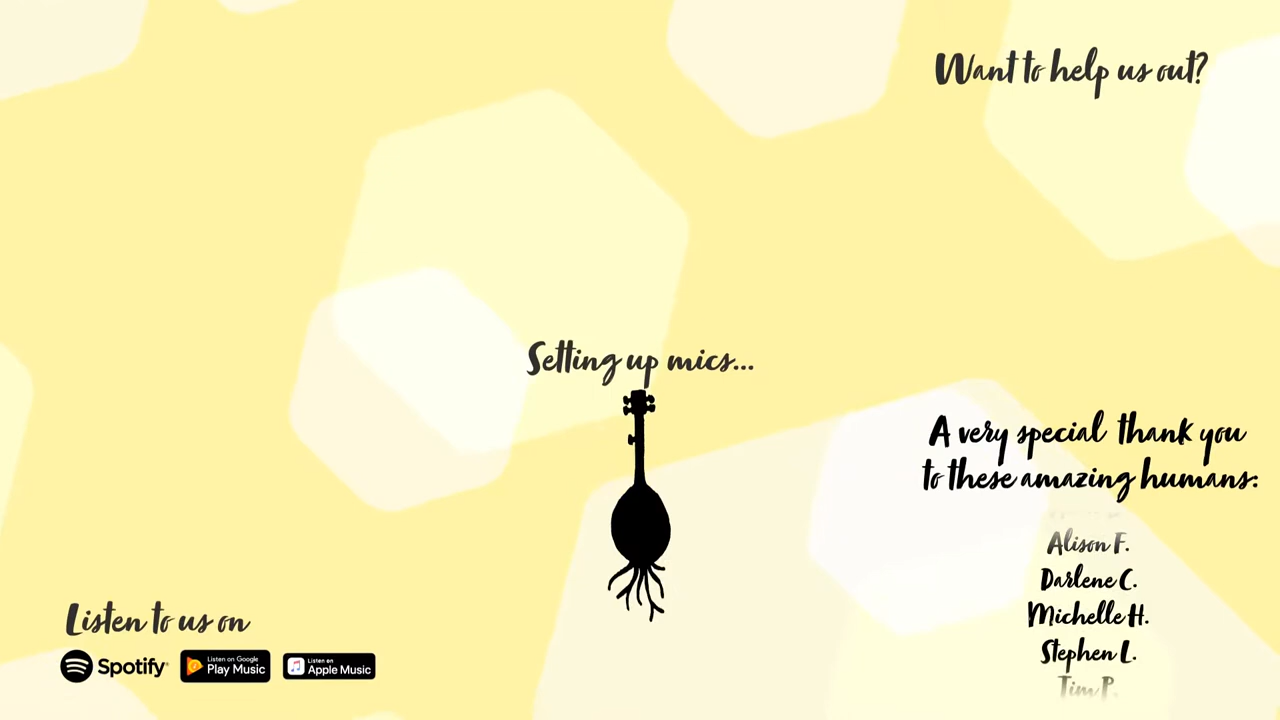 Want to help us out?
Setting up mics...
A very special thank you
to these amazing humans:
Alison F.
Darlene C.
Michelle H.
Stephen L.
Tim P.
Listen to us on
Spotify
Listen on Google
Play Music
Listen on
Apple Music